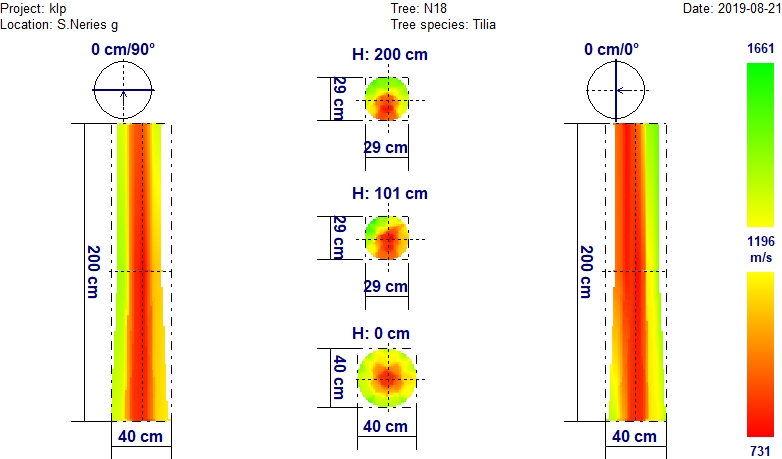 Project: klp
Tree: N18
Date: 2019-08-21
Location: S.Neries g
Tree species: Tilia
0 cm/90°
H: 200 cm
0 cm/0°
1661
29 cm
29 cm
200 cm
H: 101 cm
29 cm
29 cm
200 cm
1196
m/s
H: 0 cm
40 cm
40 cm
40 cm
40 cm
731